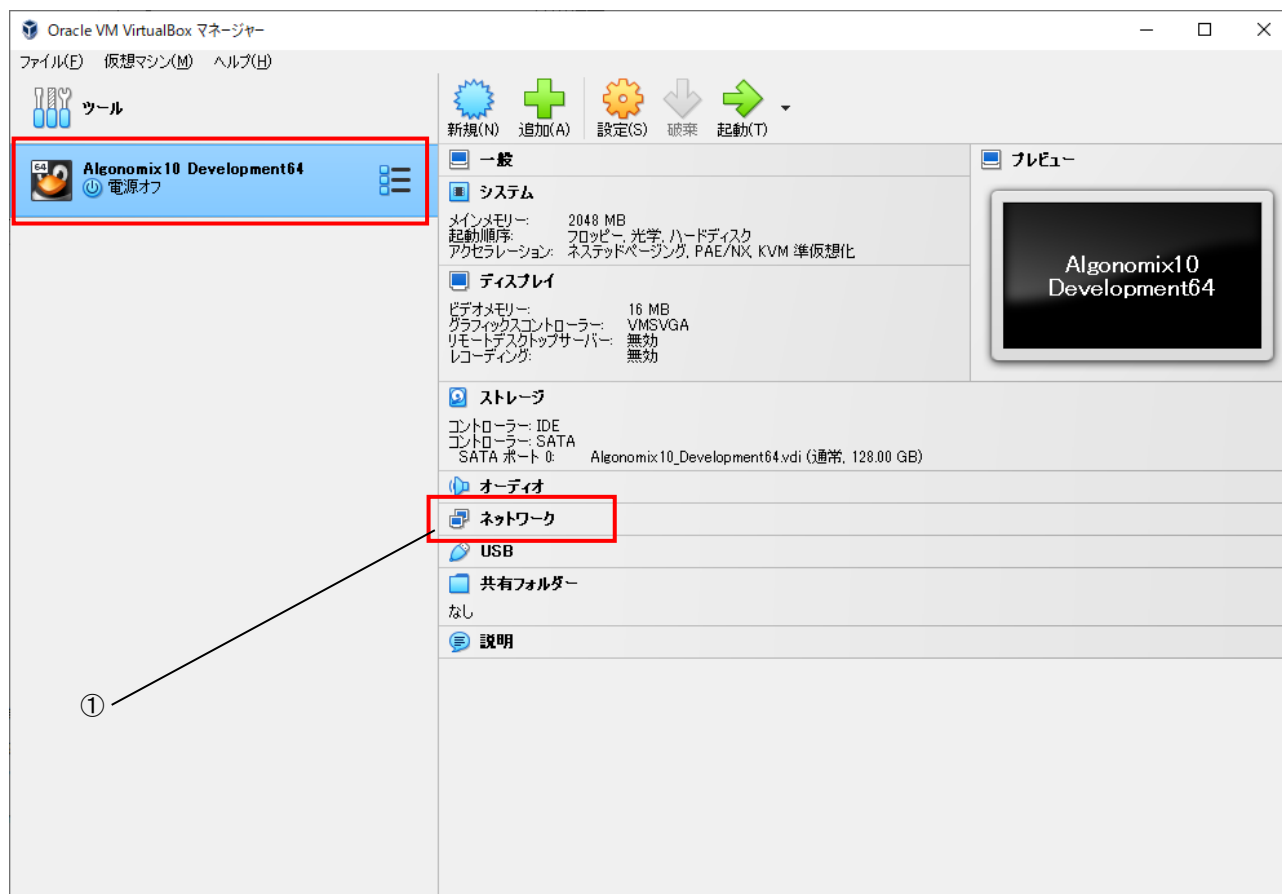 Oracle VM VirtualBox マネージャー
ファイル(F) 仮想マシン(M) ヘルプ(H)
ツール
新規(N) 追加(A) 設定(S) 破棄 起動(T)
64 Algonomix10 Development64
電源オフ
一般
システム
メインメモリー: 2048 MB
起動順序: フロッピー, 光学, ハードディスク
アクセラレーション: ネステッドページング, PAE/NX, KVM 準仮想化
ディスプレイ
ビデオメモリー: 16 MB
グラフィックスコントローラー: VMSVGA
リモートデスクトップサーバー: 無効
レコーディング: 無効
プレビュー
Algonomix10
Development64
ストレージ
コントローラー: IDE
コントローラー: SATA
SATA ポート 0: Algonomix10_Development64.vdi (通常, 128.00 GB)
オーディオ
ネットワーク
USB
共有フォルダー
なし
説明
①